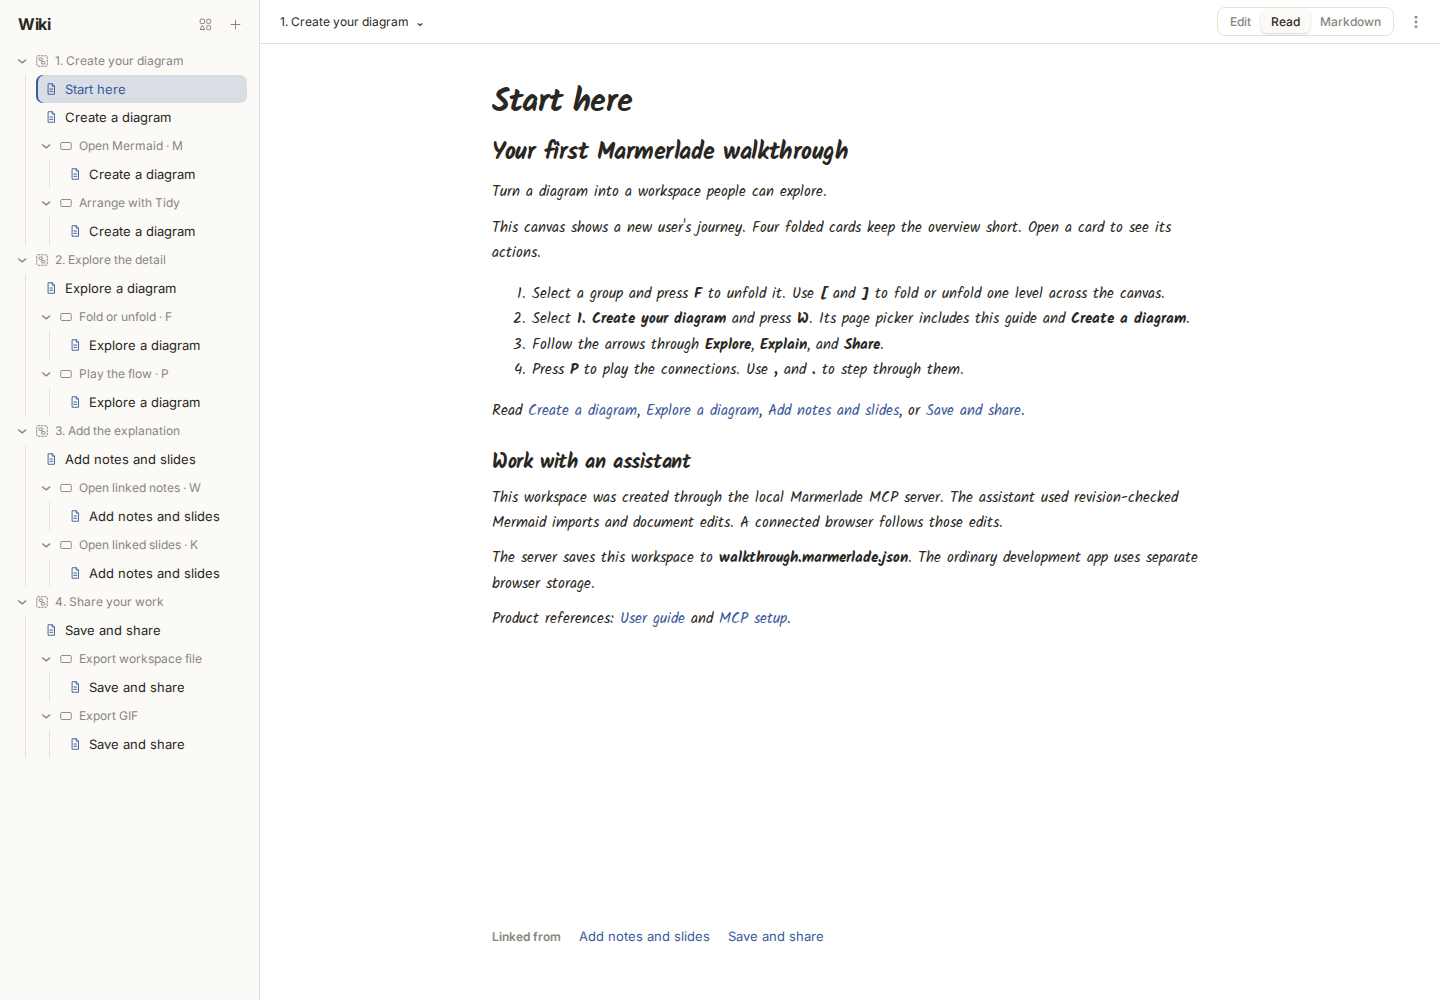 Wiki
1. Create your diagram
Start here
Create a diagram
Open Mermaid · M
Create a diagram
Arrange with Tidy
Create a diagram
2. Explore the detail
Explore a diagram
Fold or unfold · F
Explore a diagram
Play the flow · P
Explore a diagram
3. Add the explanation
Add notes and slides
Open linked notes · W
Add notes and slides
Open linked slides · K
Add notes and slides
4. Share your work
Save and share
Export workspace file
Save and share
Export GIF
Save and share
1. Create your diagram
Edit Read Markdown
Start here
Your first Marmerlade walkthrough
Turn a diagram into a workspace people can explore.
This canvas shows a new user's journey. Four folded cards keep the overview short. Open a card to see its
actions.
1. Select a group and press F to unfold it. Use [ and ] to fold or unfold one level across the canvas.
2. Select 1. Create your diagram and press W. Its page picker includes this guide and Create a diagram.
3. Follow the arrows through Explore, Explain, and Share.
4. Press P to play the connections. Use , and . to step through them.
Read Create a diagram, Explore a diagram, Add notes and slides, or Save and share.
Work with an assistant
This workspace was created through the local Marmerlade MCP server. The assistant used revision-checked
Mermaid imports and document edits. A connected browser follows those edits.
The server saves this workspace to walkthrough.marmerlade.json. The ordinary development app uses separate
browser storage.
Product references: User guide and MCP setup.
Linked from Add notes and slides Save and share